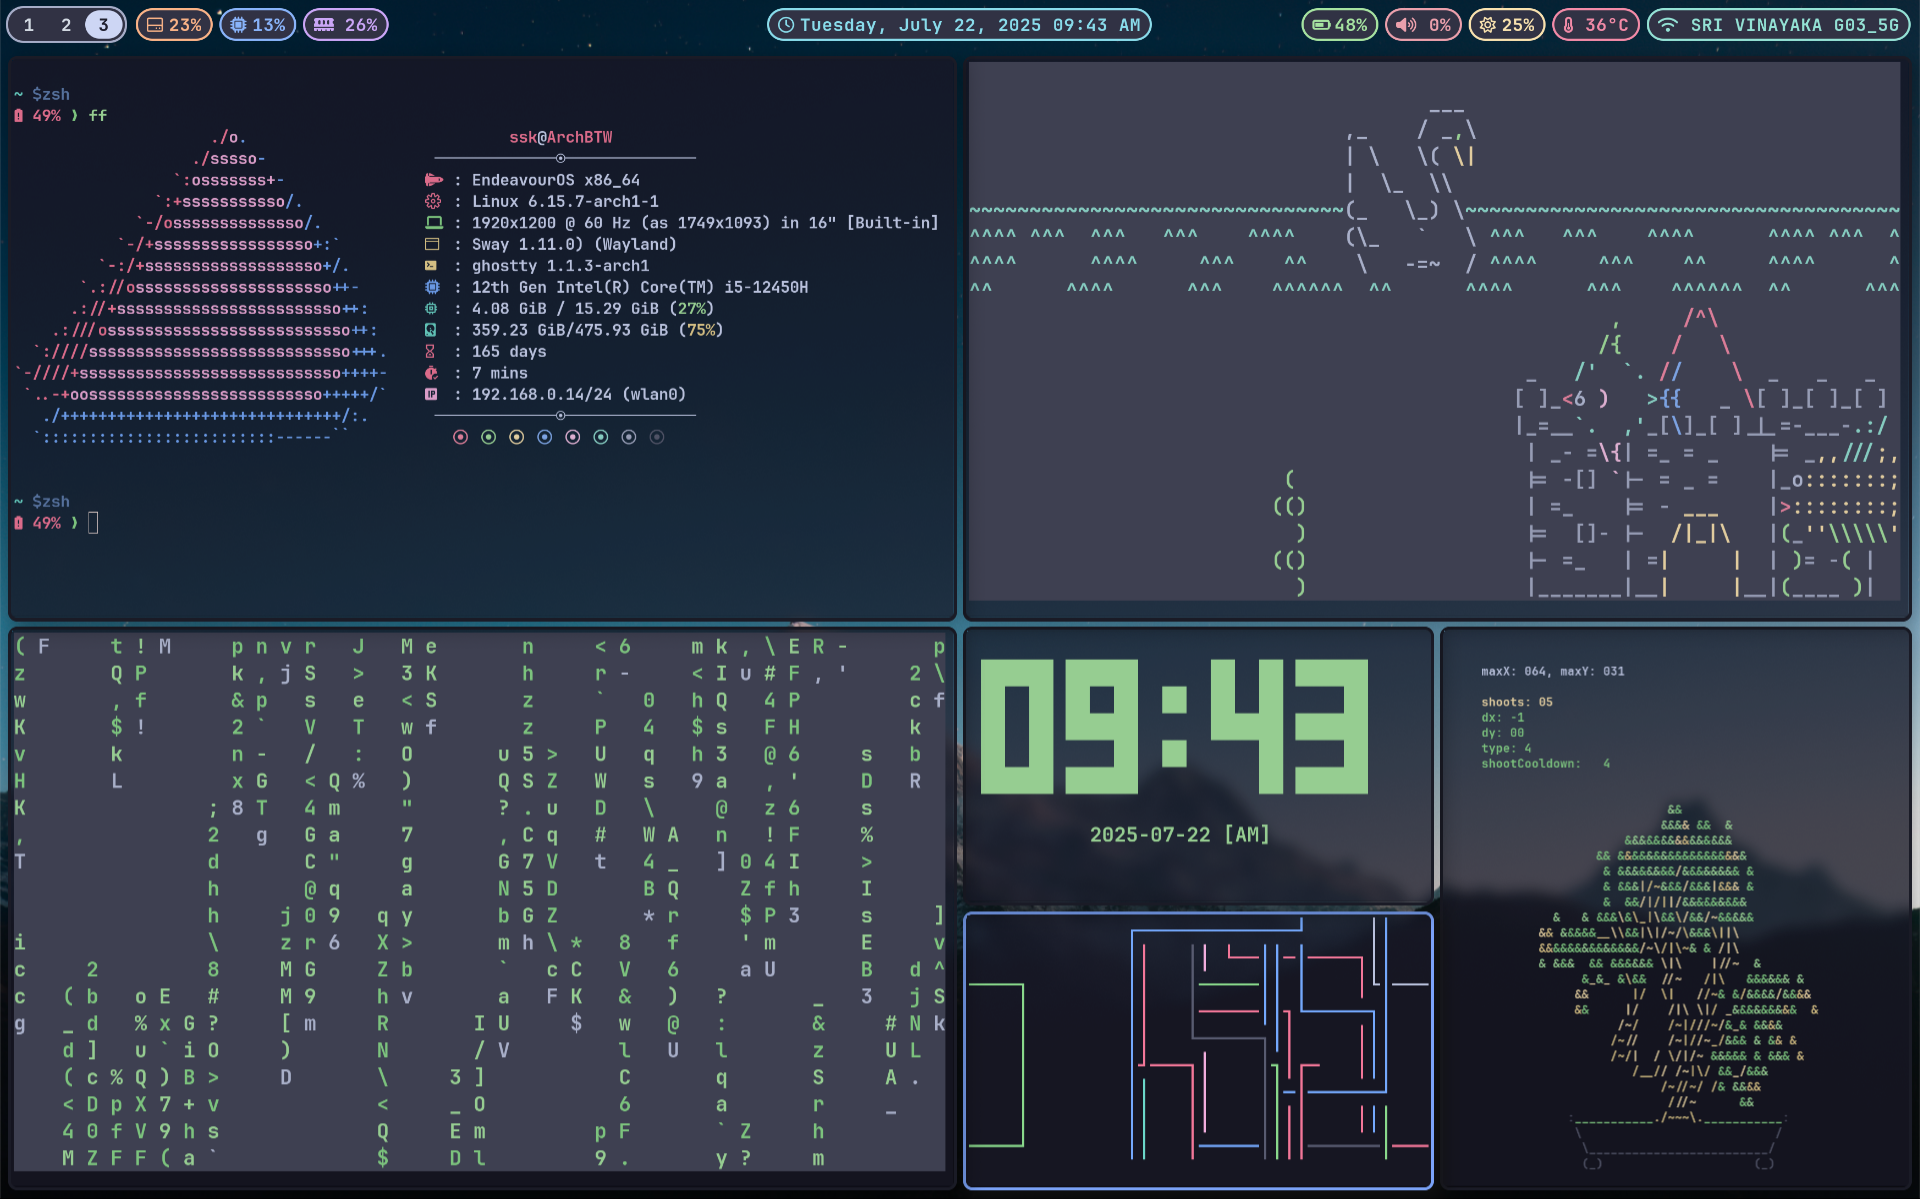 1 2 3 23% 13% 26% Tuesday, July 22, 2025 09:43 AM 48% 0% 25% 36°C SRI VINAYAKA G03_5G
~ $zsh
49% ❯ ff
ssk@ArchBTW
: EndeavourOS x86_64
: Linux 6.15.7-arch1-1
: 1920x1200 @ 60 Hz (as 1749x1093) in 16" [Built-in]
: Sway 1.11.0) (Wayland)
: ghostty 1.1.3-arch1
: 12th Gen Intel(R) Core(TM) i5-12450H
: 4.08 GiB / 15.29 GiB (27%)
: 359.23 GiB/475.93 GiB (75%)
: 165 days
: 7 mins
IP : 192.168.0.14/24 (wlan0)
~ $zsh
49% ❯
09:43
2025-07-22 [AM]
maxX: 064, maxY: 031
shoots: 05
dx: -1
dy: 00
type: 4
shootCooldown: 4